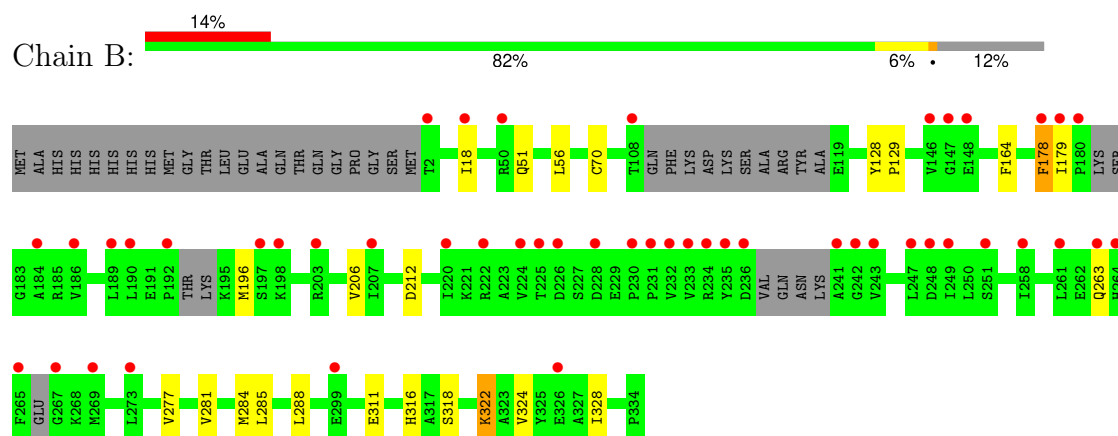 14%
Chain B:
82% 6% • 12%
MET ALA HIS HIS HIS HIS HIS HIS MET GLY THR LEU GLU ALA GLN THR GLN GLY PRO GLY SER MET T2 I18 R50 Q51 L56 C70 T108 GLN PHE LYS ASP LYS SER ALA ARG TYR ALA E119 Y128 P129 V146 G147 E148 F164 F178 I179 P180 LYS SER
G183 A184 R185 V186 L189 L190 E191 P192 THR LYS K195 M196 S197 K198 R203 V206 I207 D212 I220 K221 R222 A223 V224 T225 D226 S227 D228 E229 P230 P231 V232 V233 R234 Y235 D236 VAL GLN ASN LYS A241 G242 V243 L247 D248 I249 L250 S251 I258 L261 E262 Q263 H264
F265 GLU G267 K268 M269 L273 V277 V281 M284 L285 L288 E299 E311 H316 A317 S318 K322 A323 V324 Y325 E326 A327 I328 P334